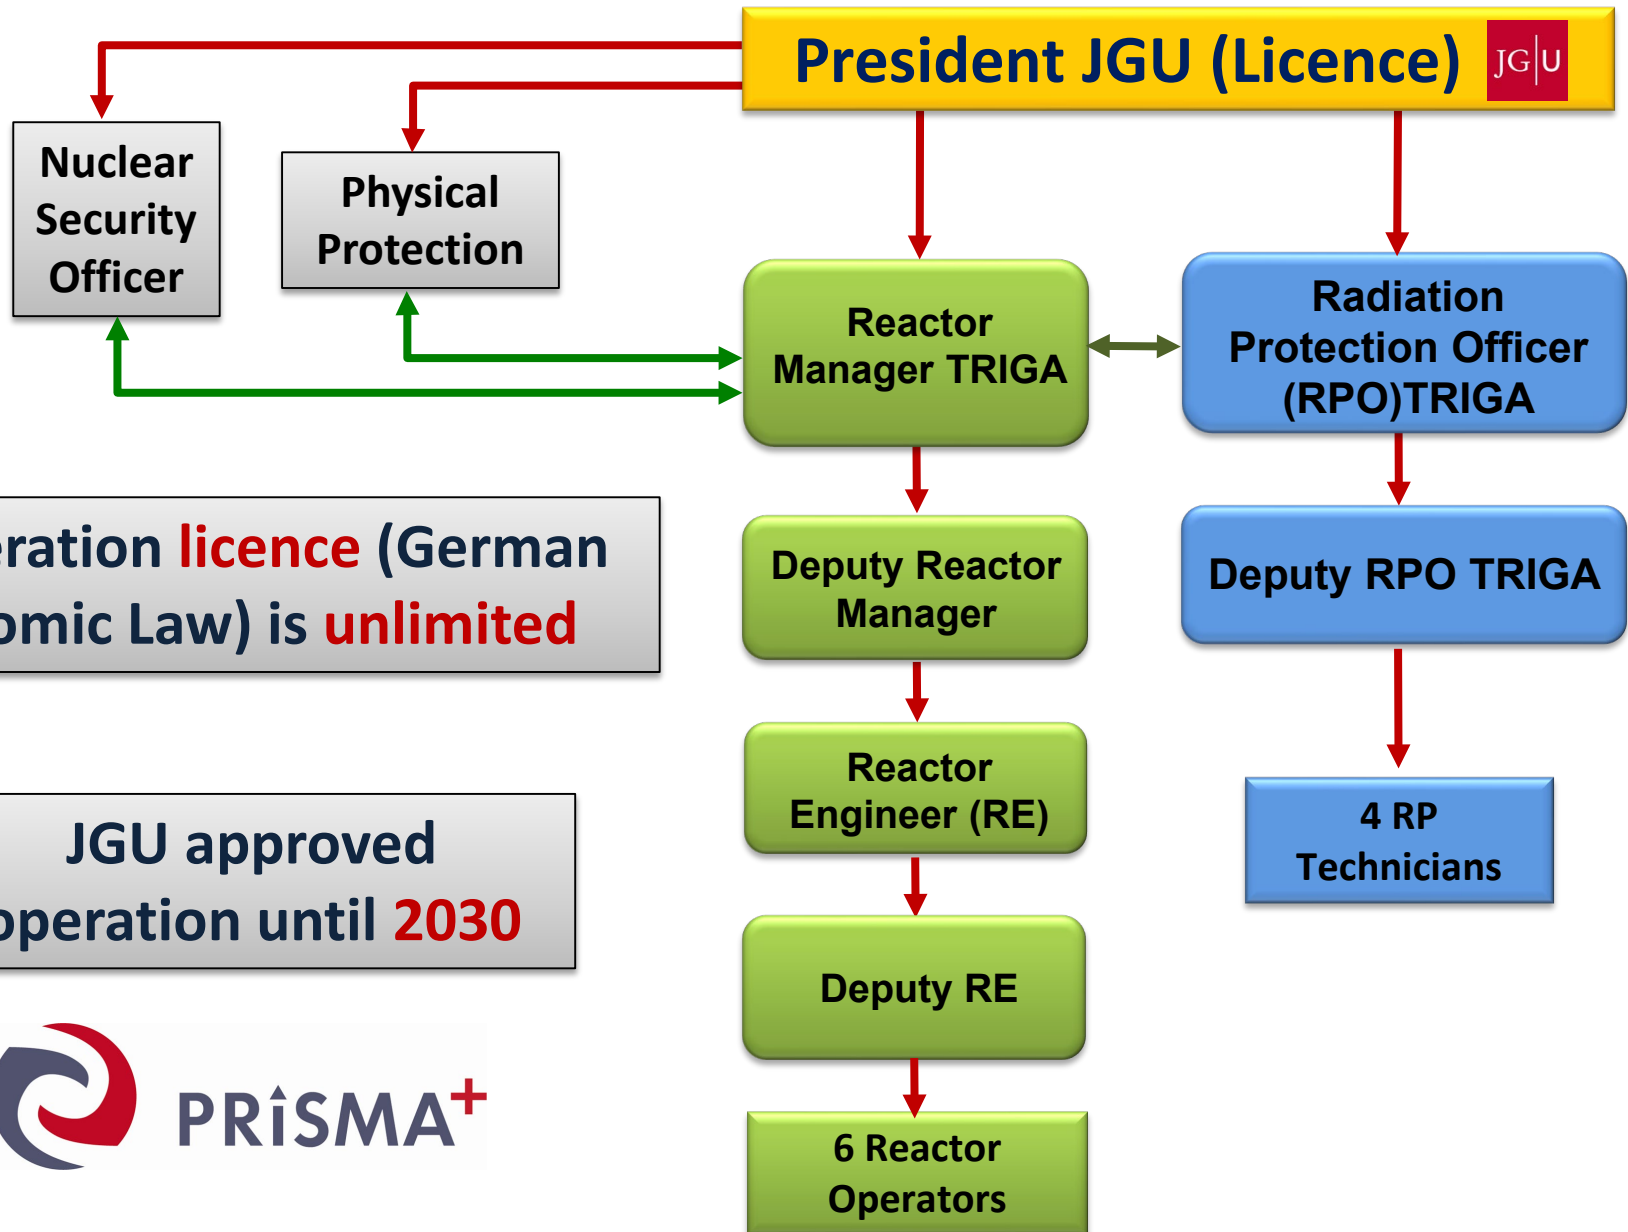 President JGU (Licence)
JG|U
Nuclear
Security
Officer
Physical
Protection
Reactor
Manager TRIGA
Radiation
Protection Officer
(RPO)TRIGA
licence (German
Law) is unlimited
Deputy Reactor
Manager
Deputy RPO TRIGA
Reactor
Engineer (RE)
JGU approved
operation until 2030
4 RP
Technicians
Deputy RE
PRiSMA+
6 Reactor
Operators